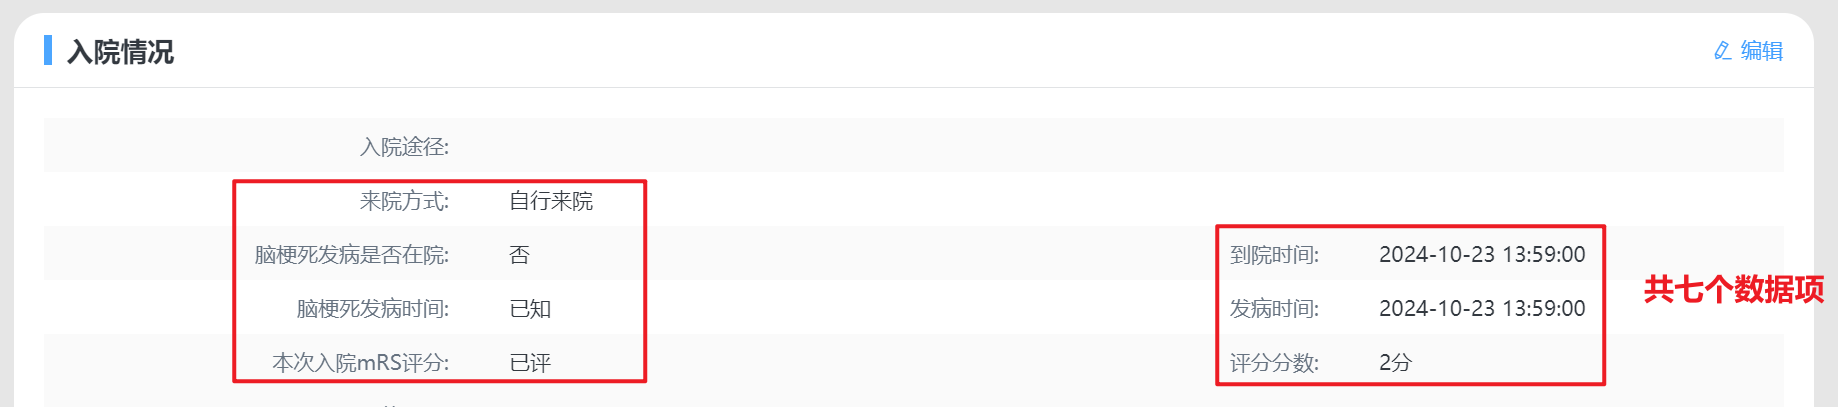 入院情况
编辑
入院途径:
来院方式: 自行来院
脑梗死发病是否在院: 否 到院时间: 2024-10-23 13:59:00
共七个数据项
脑梗死发病时间: 已知 发病时间: 2024-10-23 13:59:00
本次入院mRS评分: 已评 评分分数: 2分